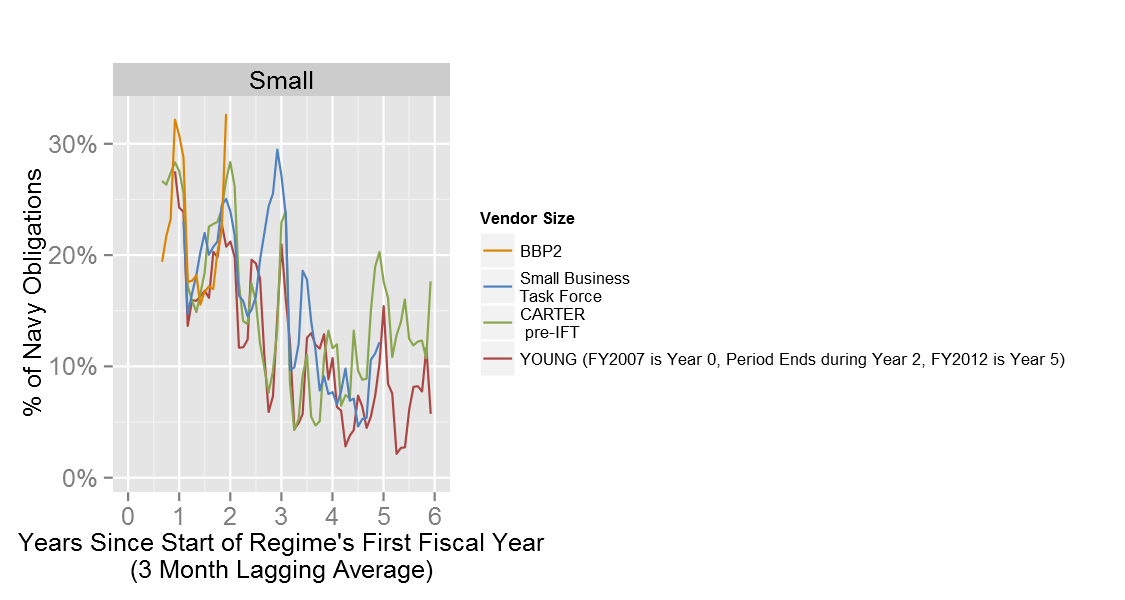 Small
% of Navy Obligations
30%
20%
10%
0%
0 1 2 3 4 5 6
Years Since Start of Regime's First Fiscal Year
(3 Month Lagging Average)
Vendor Size
BBP2
Small Business
Task Force
CARTER
pre-IFT
YOUNG (FY2007 is Year 0, Period Ends during Year 2, FY2012 is Year 5)